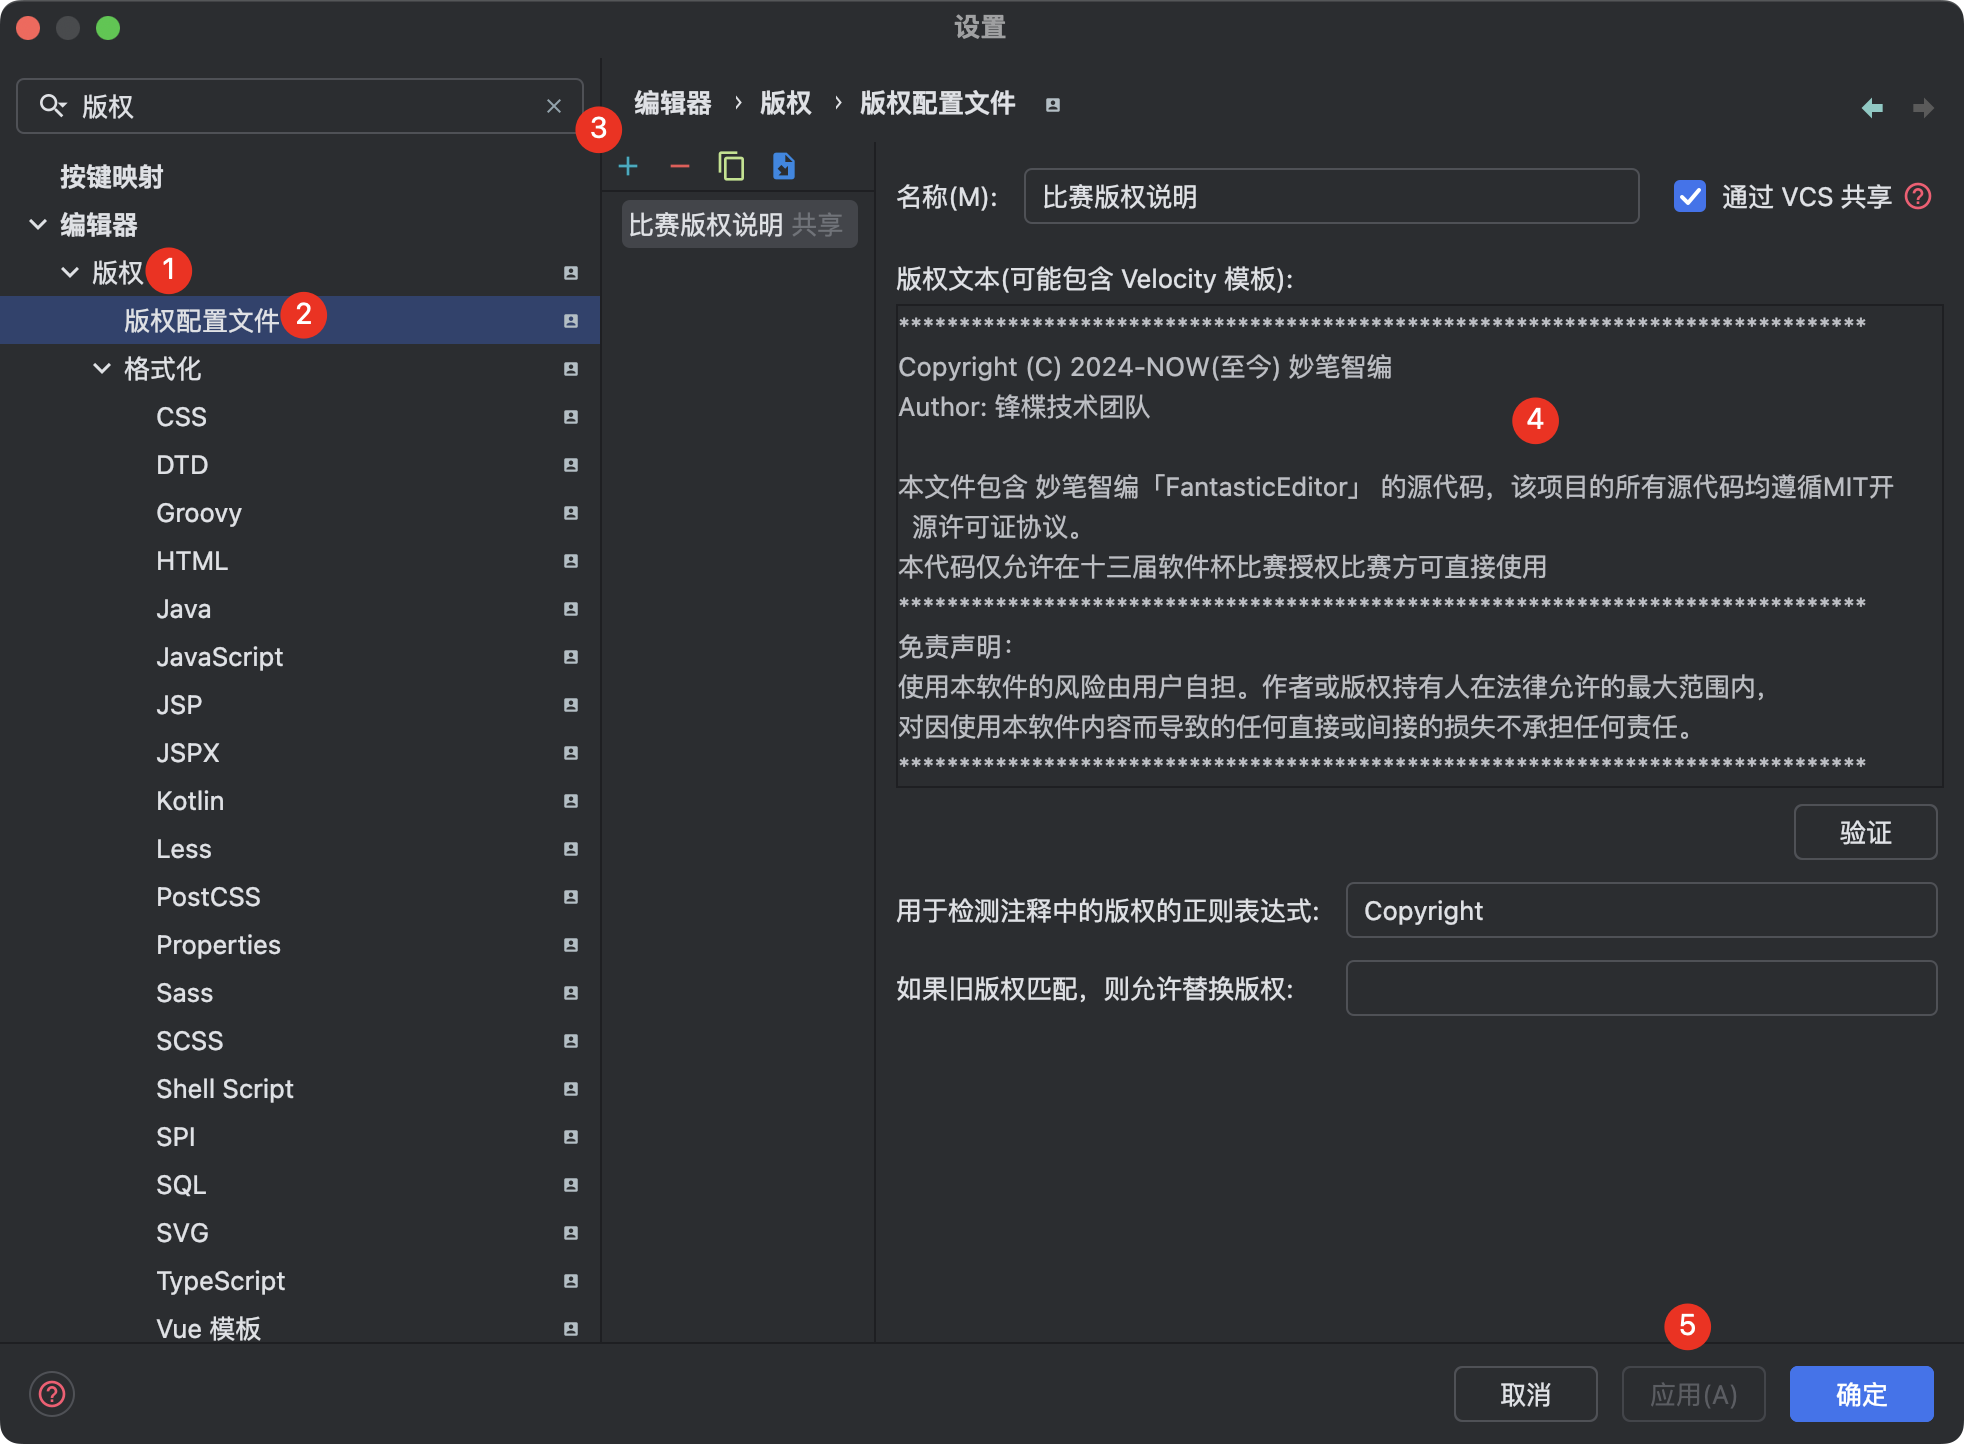 设置
版权
按键映射
编辑器
版权 1
版权配置文件 2
格式化
CSS
DTD
Groovy
HTML
Java
JavaScript
JSP
JSPX
Kotlin
Less
PostCSS
Properties
Sass
SCSS
Shell Script
SPI
SQL
SVG
TypeScript
Vue 模板
3
编辑器 › 版权 › 版权配置文件
比赛版权说明 共享
名称(M): 比赛版权说明
通过 VCS 共享
版权文本(可能包含 Velocity 模板):
********************************************************************************
Copyright (C) 2024-NOW(至今) 妙笔智编
Author: 锋楪技术团队
4
本文件包含 妙笔智编「FantasticEditor」 的源代码，该项目的所有源代码均遵循MIT开
源许可证协议。
本代码仅允许在十三届软件杯比赛授权比赛方可直接使用
********************************************************************************
免责声明：
使用本软件的风险由用户自担。作者或版权持有人在法律允许的最大范围内，
对因使用本软件内容而导致的任何直接或间接的损失不承担任何责任。
********************************************************************************
验证
用于检测注释中的版权的正则表达式: Copyright
如果旧版权匹配，则允许替换版权:
5
?
取消
应用(A)
确定